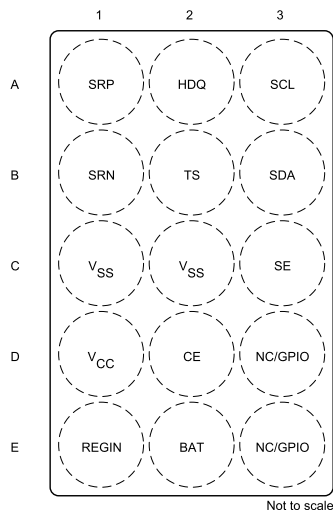 1 2 3
A SRP HDQ SCL
B SRN TS SDA
C VSS VSS SE
D VCC CE NC/GPIO
E REGIN BAT NC/GPIO
Not to scale